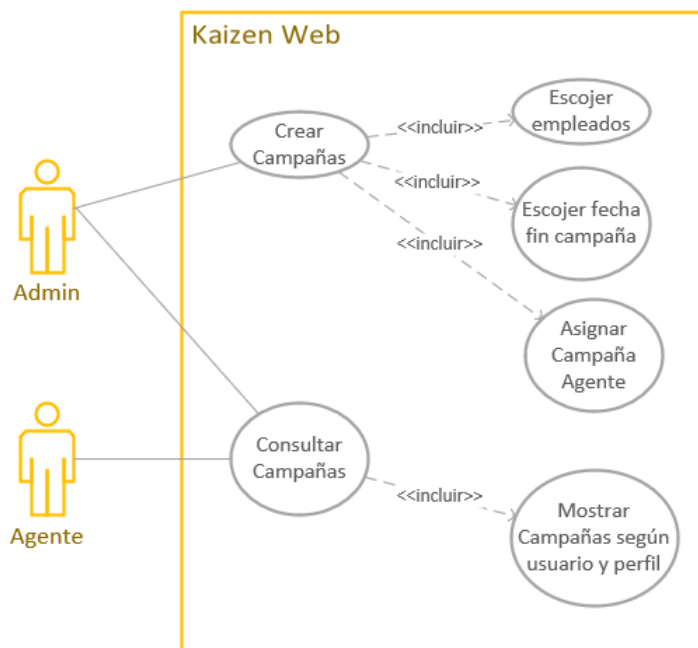 Kaizen Web
Crear
Campañas
<<incluir>>
Escojer
empleados
<<incluir>>
Escojer fecha
fin campaña
<<incluir>>
Asignar
Campaña
Agente
Admin
Consultar
Campañas
<<incluir>>
Mostrar
Campañas según
usuario y perfil
Agente